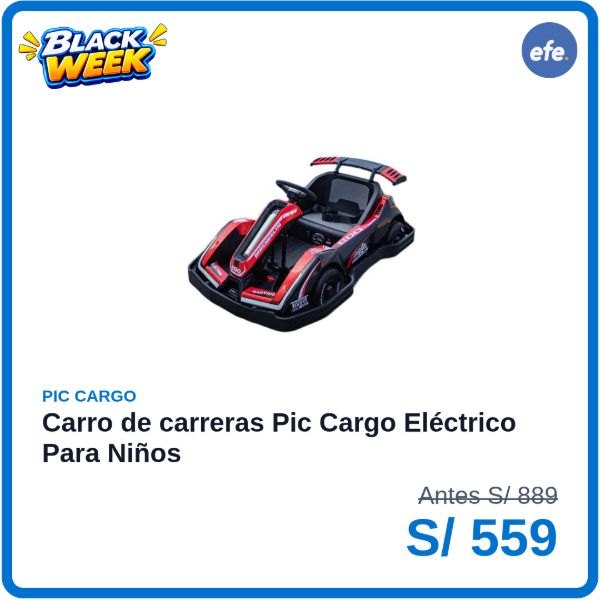 BLACK
WEEK
efe.
PIC CARGO
Carro de carreras Pic Cargo Eléctrico
Para Niños
Antes S/ 889
S/ 559